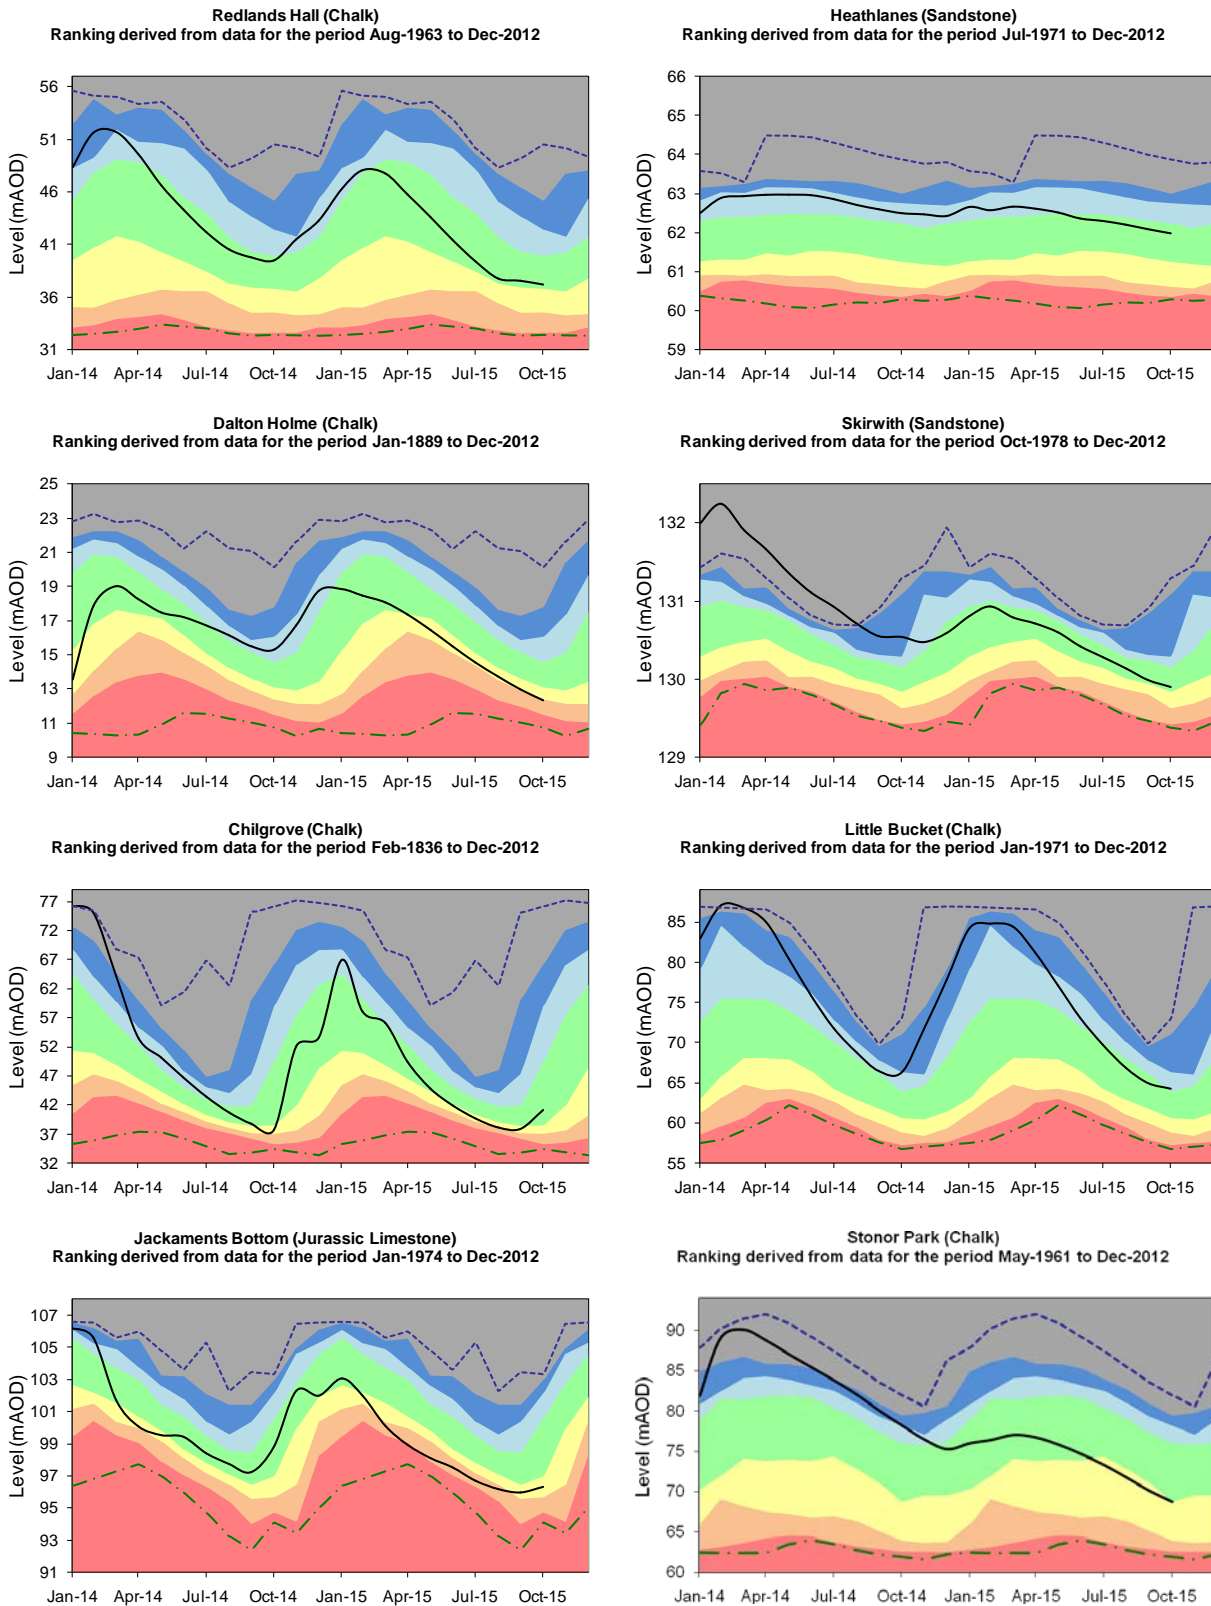 Redlands Hall (Chalk)
Ranking derived from data for the period Aug-1963 to Dec-2012
Level (mAOD)
56
51
46
41
36
31
Jan-14 Apr-14 Jul-14 Oct-14 Jan-15 Apr-15 Jul-15 Oct-15
Heathlanes (Sandstone)
Ranking derived from data for the period Jul-1971 to Dec-2012
Level (mAOD)
66
65
64
63
62
61
60
59
Jan-14 Apr-14 Jul-14 Oct-14 Jan-15 Apr-15 Jul-15 Oct-15
Dalton Holme (Chalk)
Ranking derived from data for the period Jan-1889 to Dec-2012
Level (mAOD)
25
23
21
19
17
15
13
11
9
Jan-14 Apr-14 Jul-14 Oct-14 Jan-15 Apr-15 Jul-15 Oct-15
Skirwith (Sandstone)
Ranking derived from data for the period Oct-1978 to Dec-2012
Level (mAOD)
132
131
130
129
Jan-14 Apr-14 Jul-14 Oct-14 Jan-15 Apr-15 Jul-15 Oct-15
Chilgrove (Chalk)
Ranking derived from data for the period Feb-1836 to Dec-2012
Level (mAOD)
77
72
67
62
57
52
47
42
37
32
Jan-14 Apr-14 Jul-14 Oct-14 Jan-15 Apr-15 Jul-15 Oct-15
Little Bucket (Chalk)
Ranking derived from data for the period Jan-1971 to Dec-2012
Level (mAOD)
85
80
75
70
65
60
55
Jan-14 Apr-14 Jul-14 Oct-14 Jan-15 Apr-15 Jul-15 Oct-15
Jackaments Bottom (Jurassic Limestone)
Ranking derived from data for the period Jan-1974 to Dec-2012
Level (mAOD)
107
105
103
101
99
97
95
93
91
Jan-14 Apr-14 Jul-14 Oct-14 Jan-15 Apr-15 Jul-15 Oct-15
Stonor Park (Chalk)
Ranking derived from data for the period May-1961 to Dec-2012
Level (mAOD)
90
85
80
75
70
65
60
Jan-14 Apr-14 Jul-14 Oct-14 Jan-15 Apr-15 Jul-15 Oct-15